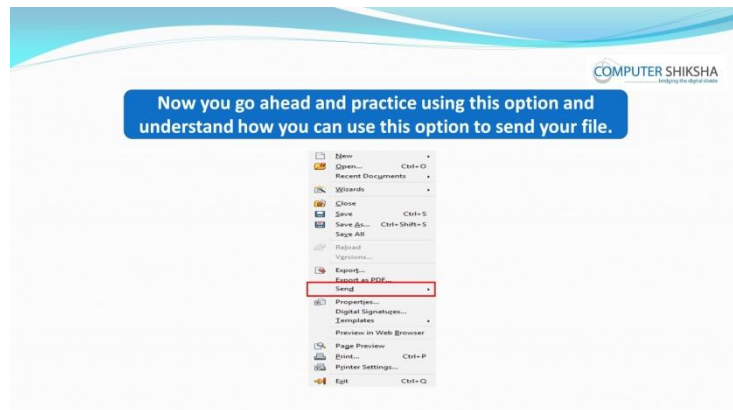 COMPUTER SHIKSHA
bridging the digital divide
Now you go ahead and practice using this option and
understand how you can use this option to send your file.
New
Open... Ctrl+O
Recent Documents
Wizards
Close
Save Ctrl+S
Save As... Ctrl+Shift+S
Save All
Reload
Versions...
Export...
Export as PDF...
Send
Properties...
Digital Signatures...
Templates
Preview in Web Browser
Page Preview
Print... Ctrl+P
Printer Settings...
Exit Ctrl+Q